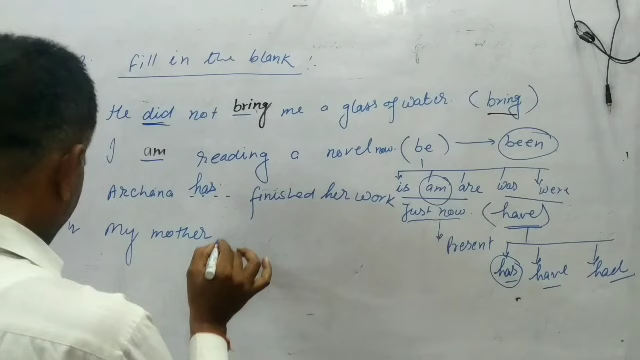 Fill in the blank :.
He did not bring me a glass of water. (bring)
I am reading a novel now. (be) → been
is am are was were
Archana has finished her work Just now. (have)
Present
has have had
My mother